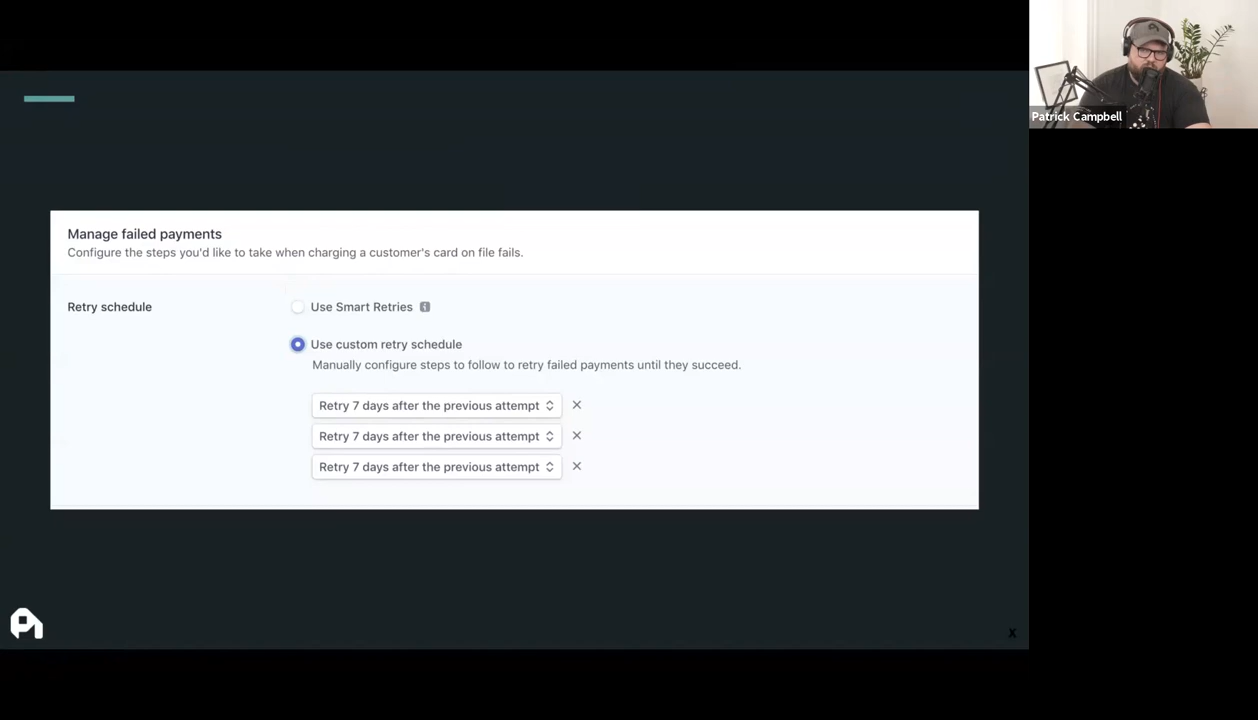 Patrick Campbell
Manage failed payments
Configure the steps you'd like to take when charging a customer's card on file fails.
Retry schedule
Use Smart Retries
Use custom retry schedule
Manually configure steps to follow to retry failed payments until they succeed.
Retry 7 days after the previous attempt
Retry 7 days after the previous attempt
Retry 7 days after the previous attempt
X